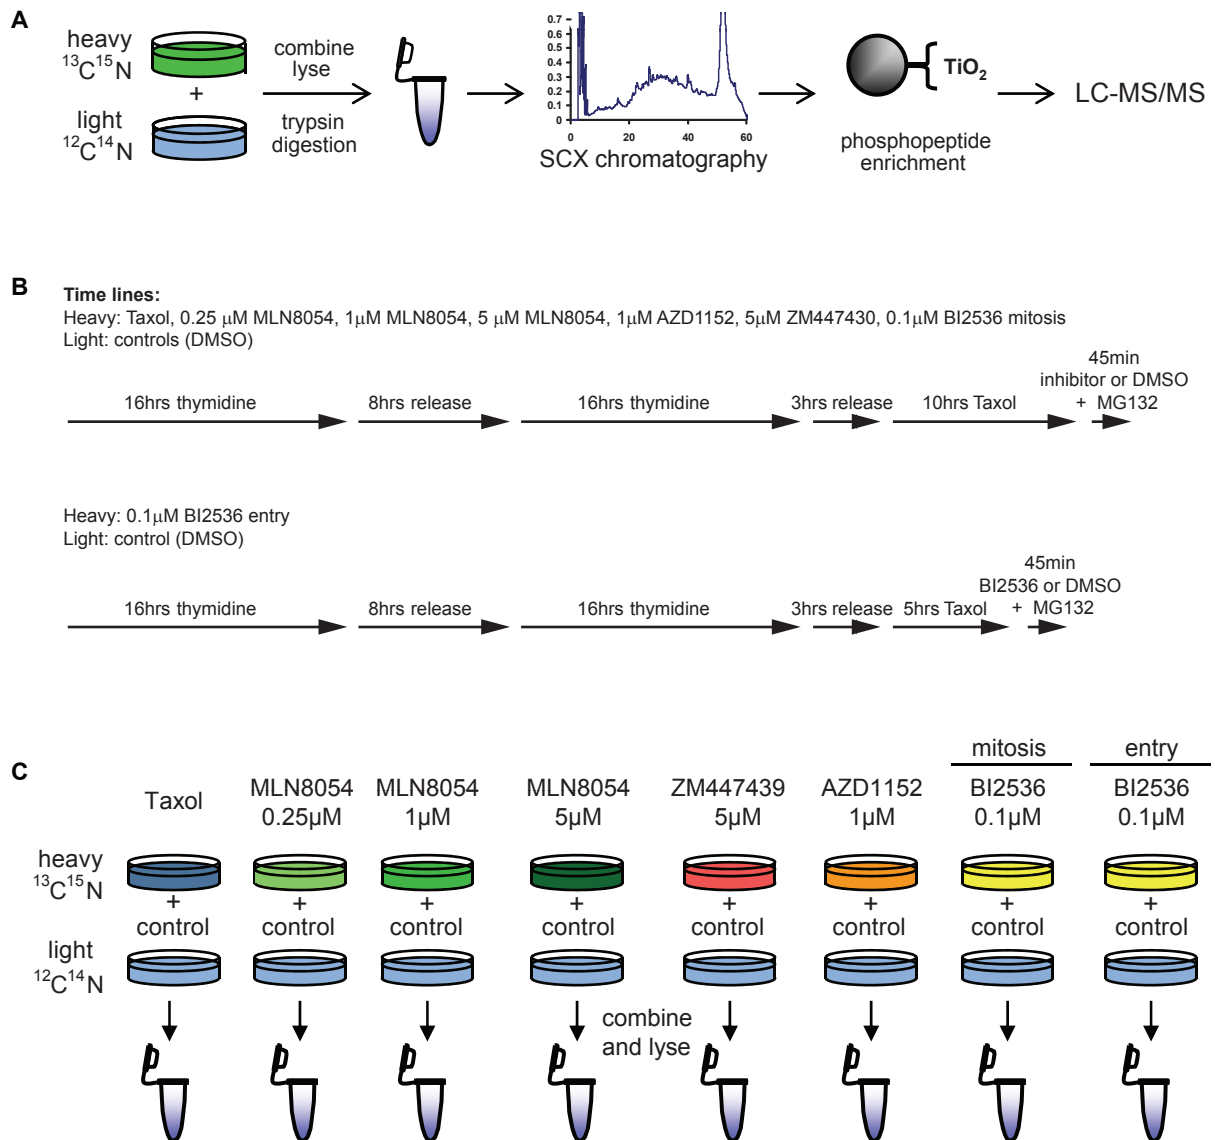 A
heavy
¹³C¹⁵N
+
light
¹²C¹⁴N
combine
lyse
trypsin
digestion
0.7
0.6
0.5
0.4
0.3
0.2
0.1
0
0 20 40 60
SCX chromatography
TiO₂
phosphopeptide
enrichment
LC-MS/MS
B
Time lines:
Heavy: Taxol, 0.25 μM MLN8054, 1μM MLN8054, 5 μM MLN8054, 1μM AZD1152, 5μM ZM447430, 0.1μM BI2536 mitosis
Light: controls (DMSO)
45min
inhibitor or DMSO
+ MG132
16hrs thymidine 8hrs release 16hrs thymidine 3hrs release 10hrs Taxol
Heavy: 0.1μM BI2536 entry
Light: control (DMSO)
45min
BI2536 or DMSO
+ MG132
16hrs thymidine 8hrs release 16hrs thymidine 3hrs release 5hrs Taxol
C
mitosis entry
Taxol MLN8054 MLN8054 MLN8054 ZM447439 AZD1152 BI2536 BI2536
0.25μM 1μM 5μM 5μM 1μM 0.1μM 0.1μM
heavy
¹³C¹⁵N
+ + + + + + + +
control control control control control control control control
light
¹²C¹⁴N
combine
and lyse